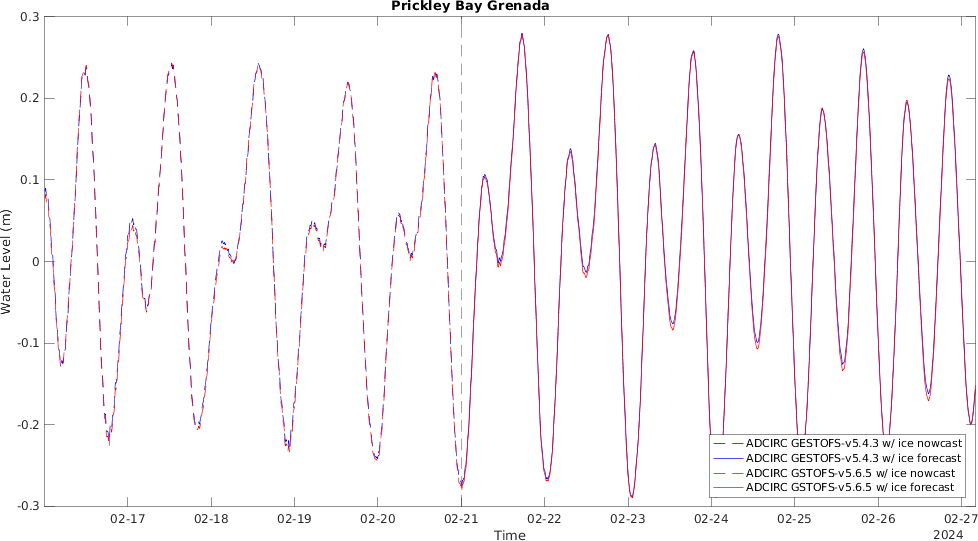 Prickley Bay Grenada
0.3
0.2
0.1
0
-0.1
-0.2
-0.3
Water Level (m)
ADCIRC GESTOFS-v5.4.3 w/ ice nowcast
ADCIRC GESTOFS-v5.4.3 w/ ice forecast
ADCIRC GSTOFS-v5.6.5 w/ ice nowcast
ADCIRC GSTOFS-v5.6.5 w/ ice forecast
02-17 02-18 02-19 02-20 02-21 02-22 02-23 02-24 02-25 02-26 02-27
Time
2024